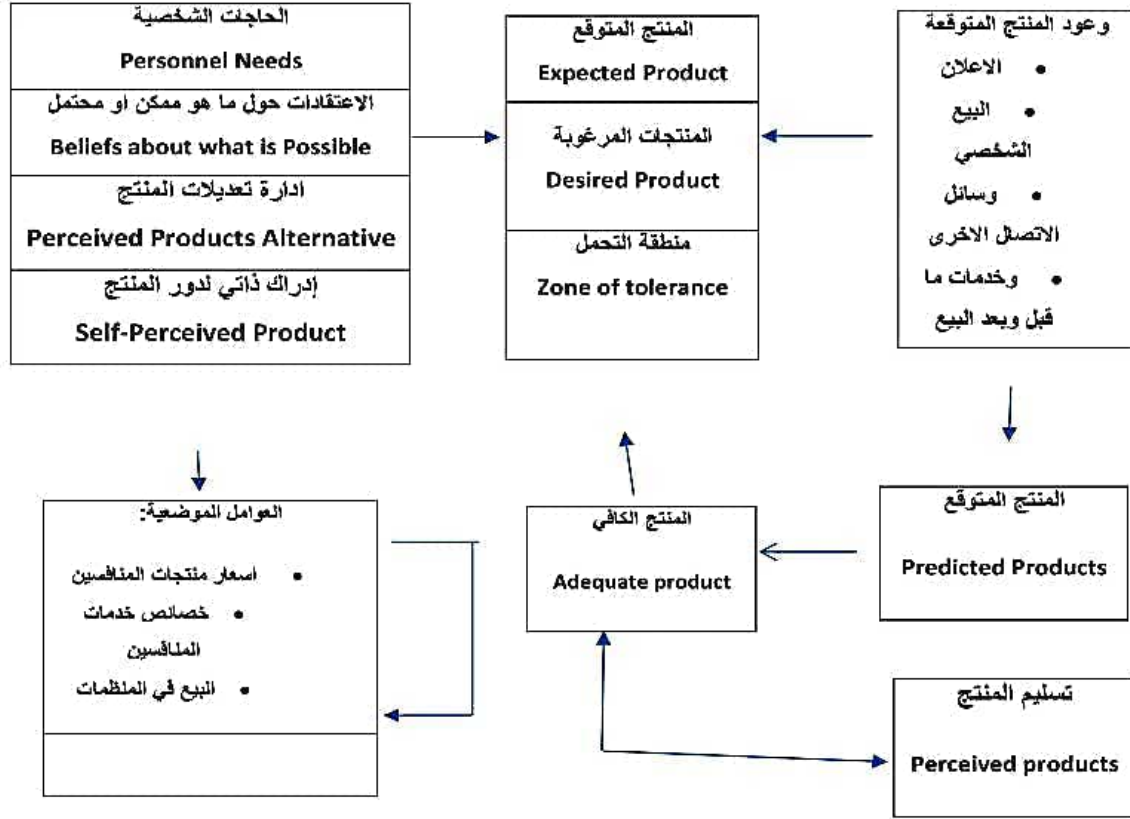 الحاجات الشخصية
Personnel Needs
الاعتقادات حول ما هو ممكن او محتمل
Beliefs about what is Possible
ادارة تعديلات المنتج
Perceived Products Alternative
إدراك ذاتي لدور المنتج
Self-Perceived Product
المنتج المتوقع
Expected Product
المنتجات المرغوبة
Desired Product
منطقة التحمل
Zone of tolerance
وعود المنتج المتوقعة
• الاعلان
• البيع
الشخصي
• وسائل
الاتصال الاخرى
• وخدمات ما
قبل وبعد البيع
العوامل الموضعية:
• اسعار منتجات المنافسين
• خصائص خدمات
المنافسين
• البيع في المنظمات
المنتج الكافي
Adequate product
المنتج المتوقع
Predicted Products
تسليم المنتج
Perceived products